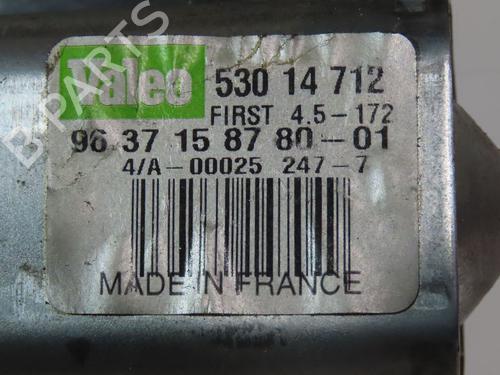 B-PARTS
Valeo 530 14 712
FIRST 4.5-172
96 37 15 87 80-01
4/A-00025 247-7
MADE IN FRANCE